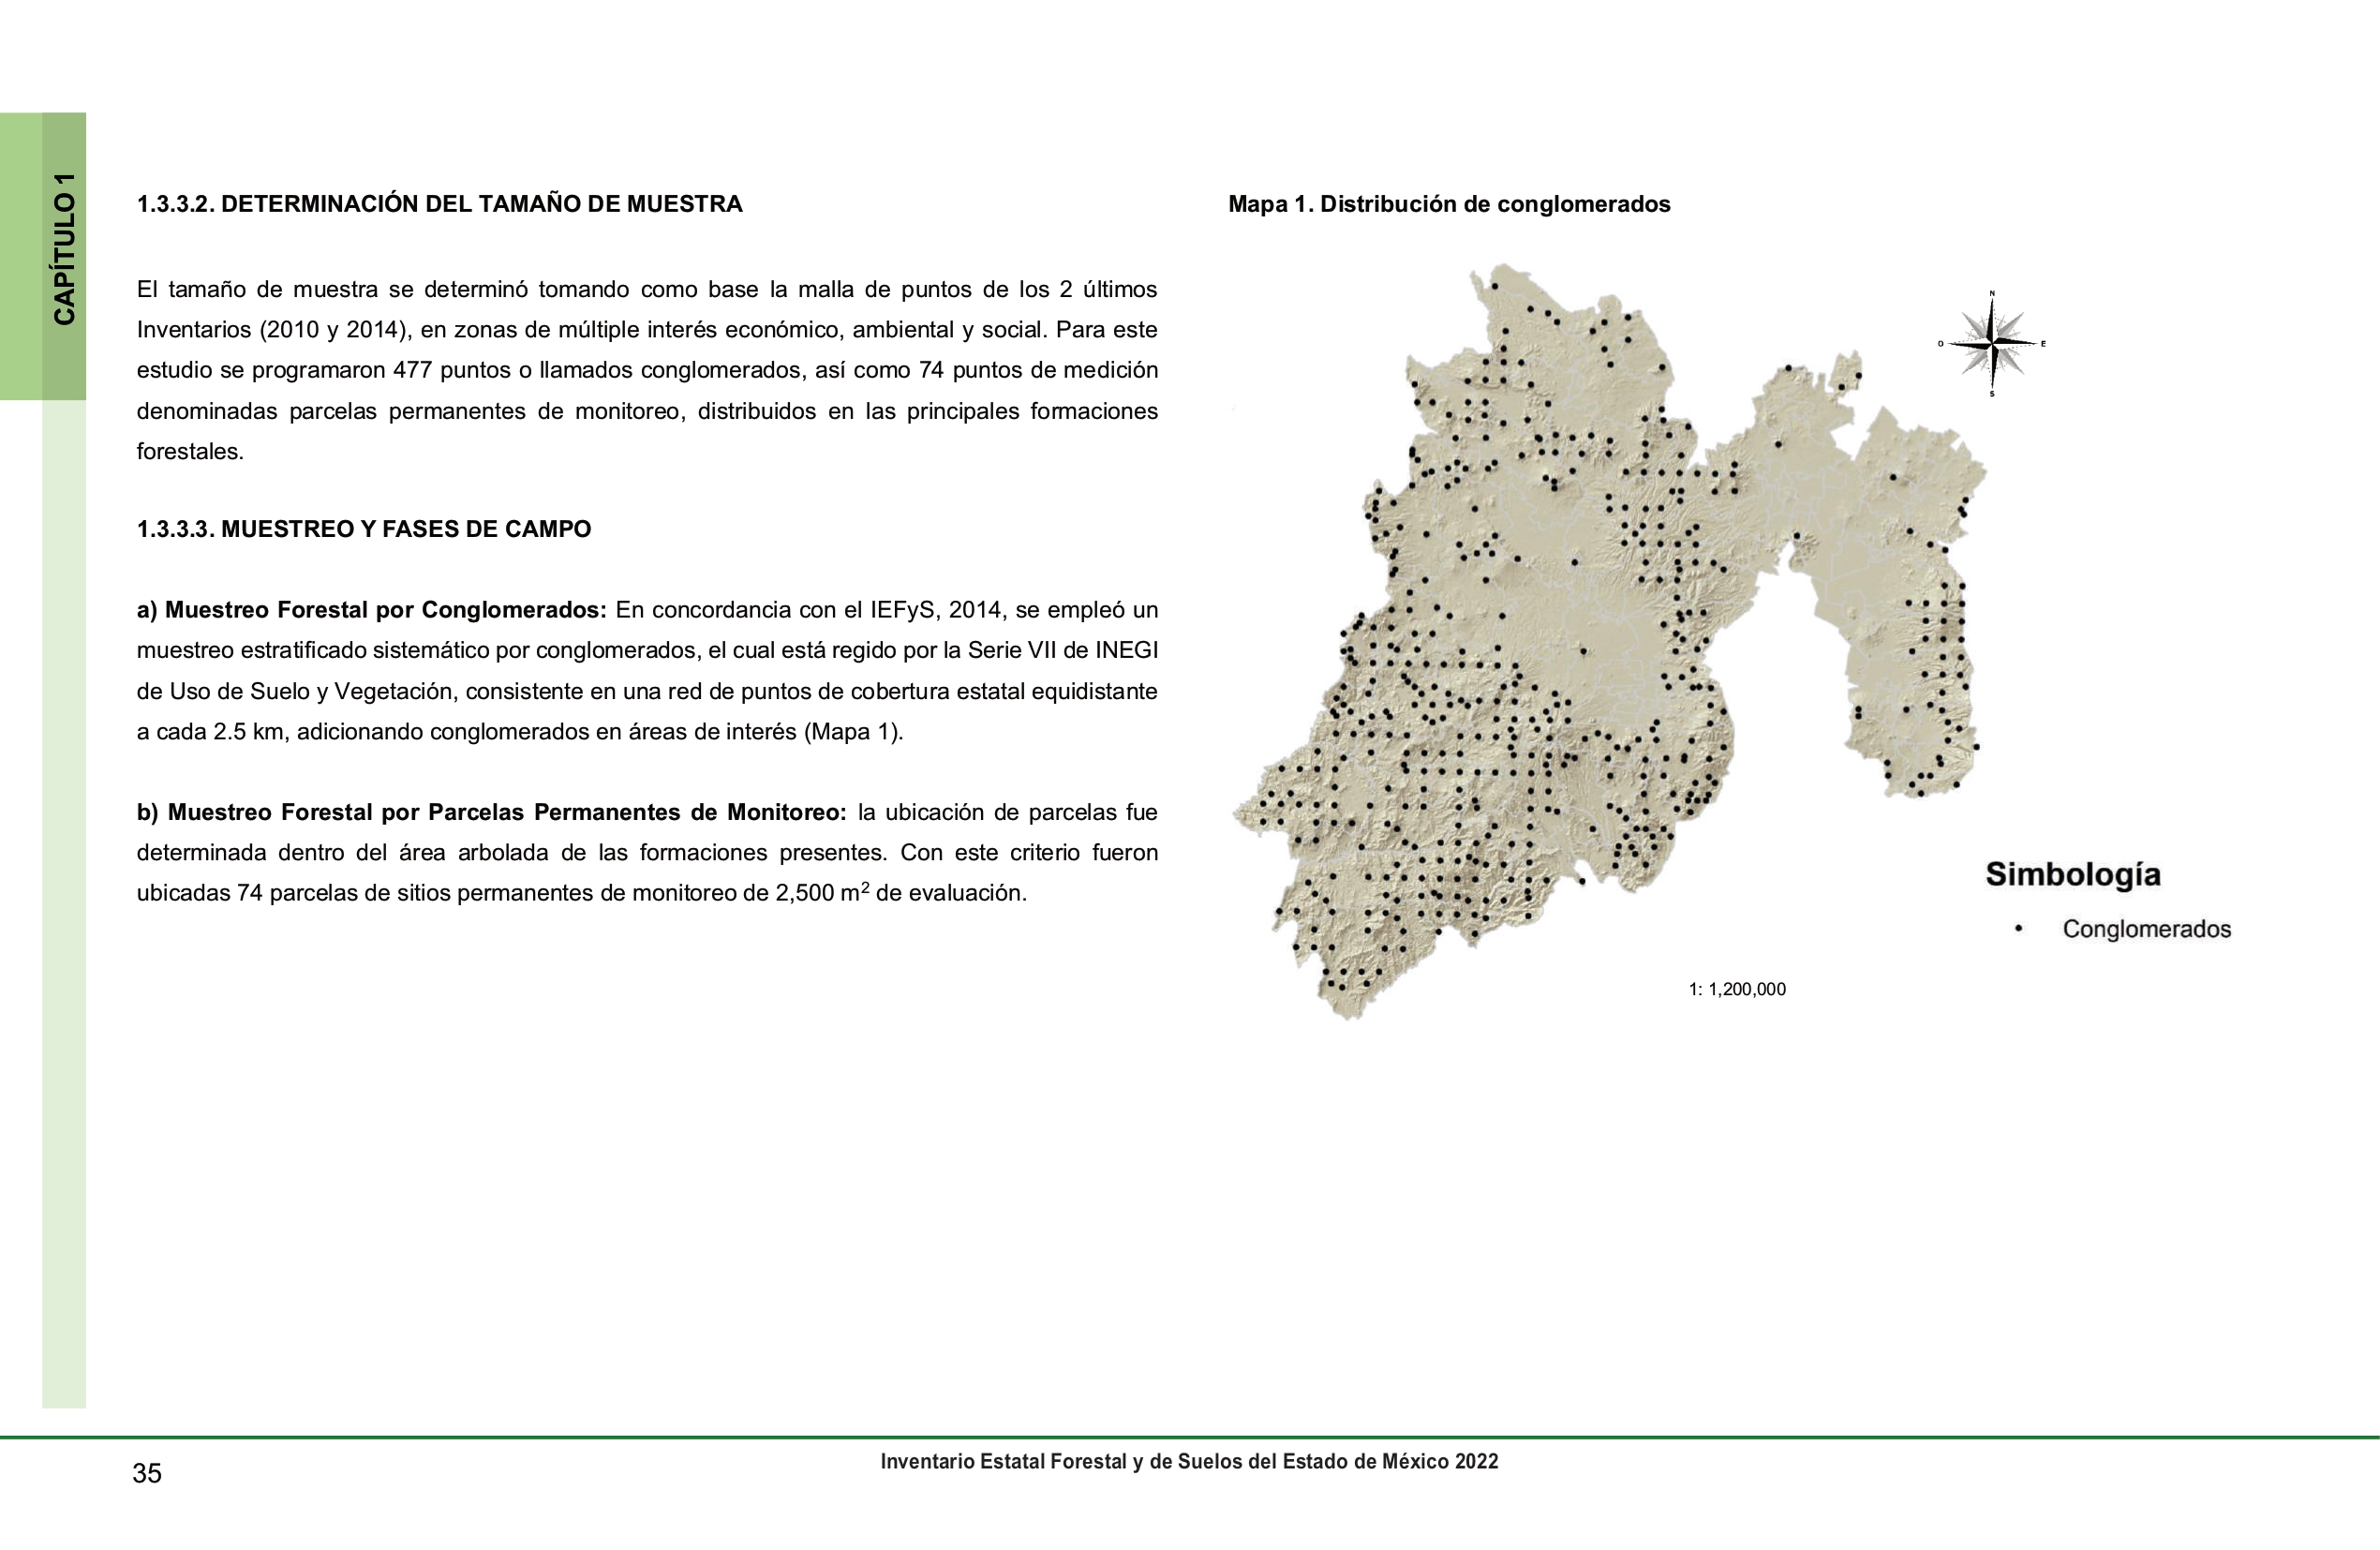 CAPÍTULO 1
1.3.3.2. DETERMINACIÓN DEL TAMAÑO DE MUESTRA
El tamaño de muestra se determinó tomando como base la malla de puntos de los 2 últimos
Inventarios (2010 y 2014), en zonas de múltiple interés económico, ambiental y social. Para este
estudio se programaron 477 puntos o llamados conglomerados, así como 74 puntos de medición
denominadas parcelas permanentes de monitoreo, distribuidos en las principales formaciones
forestales.
1.3.3.3. MUESTREO Y FASES DE CAMPO
a) Muestreo Forestal por Conglomerados: En concordancia con el IEFyS, 2014, se empleó un
muestreo estratificado sistemático por conglomerados, el cual está regido por la Serie VII de INEGI
de Uso de Suelo y Vegetación, consistente en una red de puntos de cobertura estatal equidistante
a cada 2.5 km, adicionando conglomerados en áreas de interés (Mapa 1).
b) Muestreo Forestal por Parcelas Permanentes de Monitoreo: la ubicación de parcelas fue
determinada dentro del área arbolada de las formaciones presentes. Con este criterio fueron
ubicadas 74 parcelas de sitios permanentes de monitoreo de 2,500 m² de evaluación.
Mapa 1. Distribución de conglomerados
N
O
E
S
Simbología
Conglomerados
1: 1,200,000
35
Inventario Estatal Forestal y de Suelos del Estado de México 2022